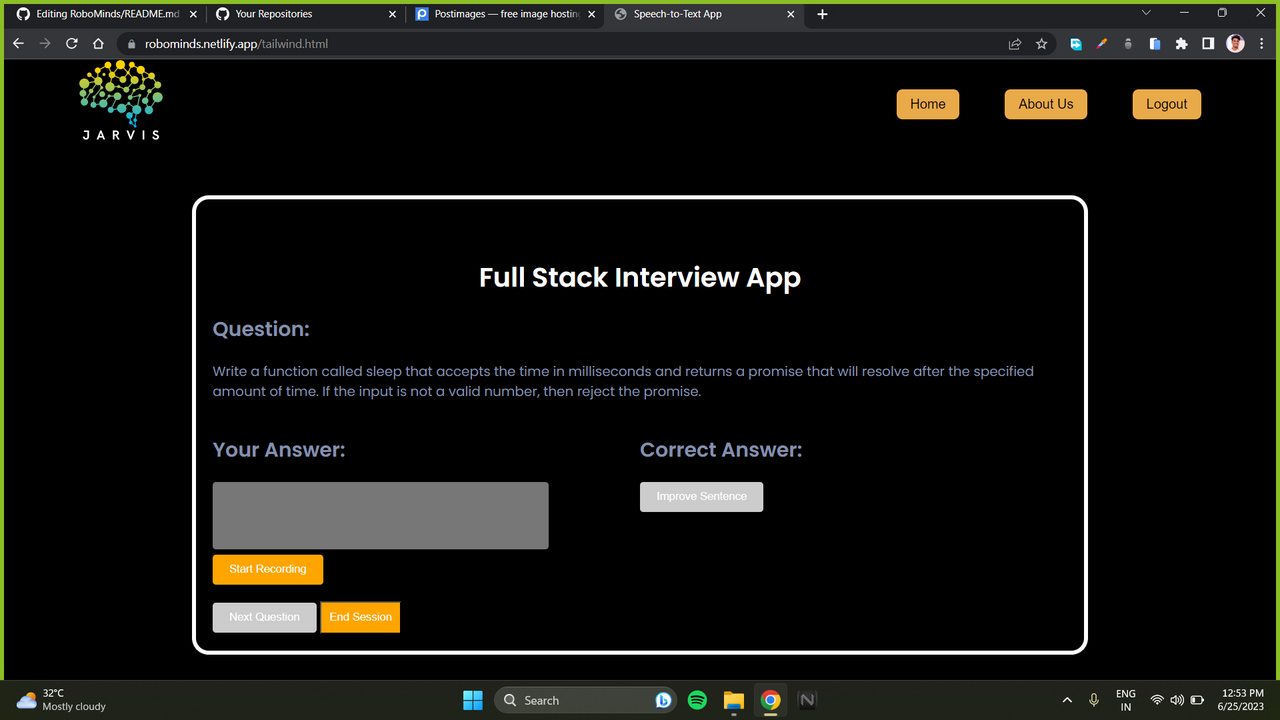 Editing RoboMinds/README.md
Your Repositories
Postimages — free image hosting
Speech-to-Text App
robominds.netlify.app/tailwind.html
JARVIS
Home
About Us
Logout
Full Stack Interview App
Question:
Write a function called sleep that accepts the time in milliseconds and returns a promise that will resolve after the specified
amount of time. If the input is not a valid number, then reject the promise.
Your Answer:
Correct Answer:
Improve Sentence
Start Recording
Next Question
End Session
32°C
Mostly cloudy
Search
ENG
IN
12:53 PM
6/25/2023